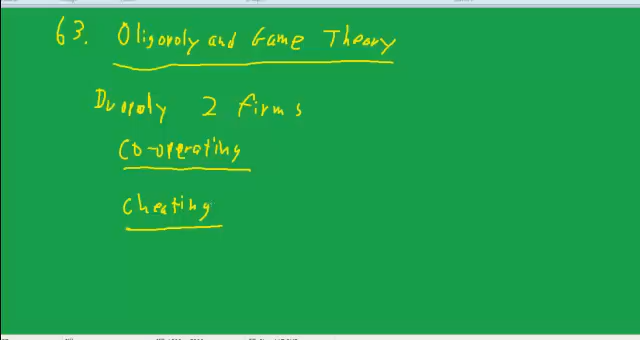 63. Oligopoly and Game Theory
Duopoly 2 firms
Co-operating
Cheating